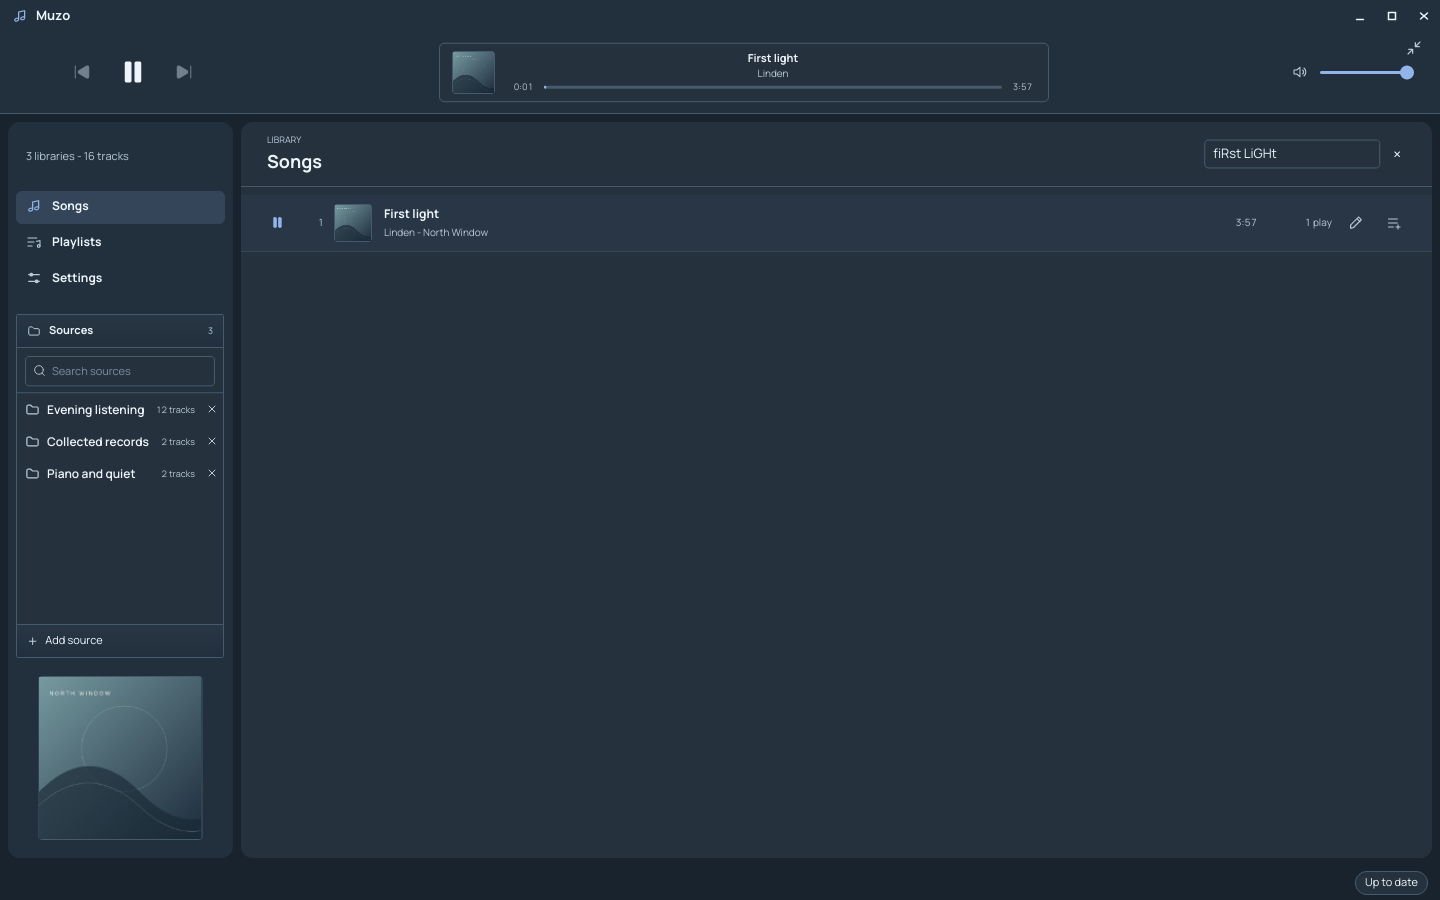 Muzo
First light
Linden
0:01
3:57
3 libraries - 16 tracks
Songs
Playlists
Settings
Sources 3
Search sources
Evening listening 12 tracks
Collected records 2 tracks
Piano and quiet 2 tracks
Add source
NORTH WINDOW
LIBRARY
Songs
fiRst LiGHt
1 First light 3:57 1 play
Linden - North Window
Up to date